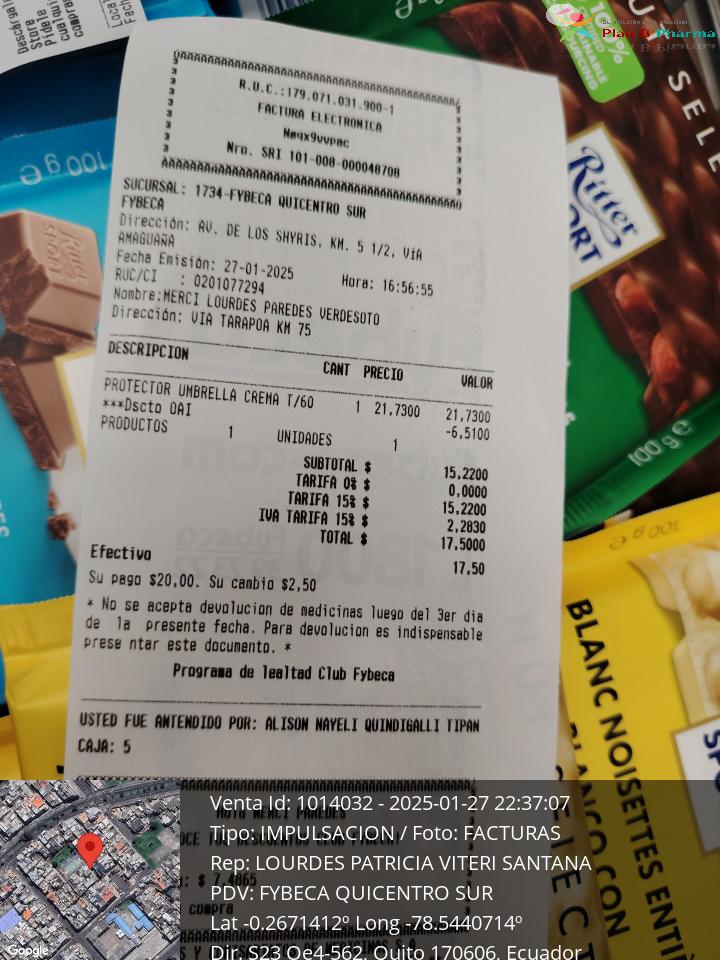 Plan B Pharma
R.U.C.:179.071.031.900-1
FACTURA ELECTRONICA
Neqx9vvpac
Nro. SRI 101-008-000048708
SUCURSAL: 1734-FYBECA QUICENTRO SUR
FYBECA
Dirección: AV. DE LOS SHYRIS, KM. 5 1/2, VíA
AMAGUAÑA
Fecha Emisión: 27-01-2025 Hora: 16:56:55
RUC/CI : 0201077294
Nombre:MERCI LOURDES PAREDES VERDESOTO
Dirección: VIA TARAPOA KM 75
DESCRIPCION CANT PRECIO VALOR
PROTECTOR UMBRELLA CREMA T/60 1 21,7300 21,7300
***Dscto OAI -6,5100
PRODUCTOS 1 UNIDADES 1
SUBTOTAL $ 15,2200
TARIFA 0% $ 0,0000
TARIFA 15% $ 15,2200
IVA TARIFA 15% $ 2,2830
TOTAL $ 17.5000
Efectivo 17,50
Su pago $20,00. Su cambio $2,50
* No se acepta devolucion de medicinas luego del 3er dia
de la presente fecha. Para devolucion es indispensable
prese ntar este documento. *
Programa de lealtad Club Fybeca
USTED FUE ANTENDIDO POR: ALISON NAYELI QUINDIGALLI TIPAN
CAJA: 5
Ritter
SPORT
100 g e
100 g e
100 g e
BLANC NOISETTES ENTIÈ
BLANCO CON
Venta Id: 1014032 - 2025-01-27 22:37:07
Tipo: IMPULSACION / Foto: FACTURAS
Rep: LOURDES PATRICIA VITERI SANTANA
PDV: FYBECA QUICENTRO SUR
Lat -0.2671412º Long -78.5440714º
Dir: S23 Oe4-562, Quito 170606, Ecuador
Google